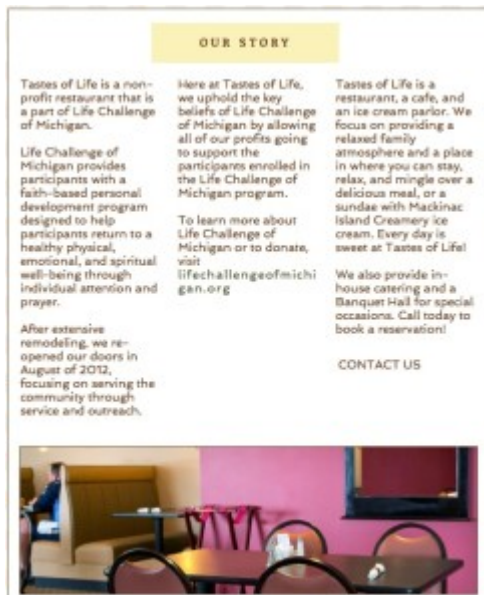 OUR STORY
Tastes of Life is a non-
profit restaurant that is
a part of Life Challenge
of Michigan.
Life Challenge of
Michigan provides
participants with a
faith-based personal
development program
designed to help
participants return to a
healthy physical,
emotional, and spiritual
well-being through
individual attention and
prayer.
After extensive
remodeling, we re-
opened our doors in
August of 2012,
focusing on serving the
community through
service and outreach.
Here at Tastes of Life,
we uphold the key
beliefs of Life Challenge
of Michigan by allowing
all of our profits going
to support the
participants enrolled in
the Life Challenge of
Michigan program.
To learn more about
Life Challenge of
Michigan or to donate,
visit
lifechallengeofmichi
gan.org
Tastes of Life is a
restaurant, a cafe, and
an ice cream parlor. We
focus on providing a
relaxed family
atmosphere and a place
in where you can stay,
relax, and mingle over a
delicious meal, or a
sundae with Mackinac
Island Creamery ice
cream. Every day is
sweet at Tastes of Life!
We also provide in-
house catering and a
Banquet Hall for special
occasions. Call today to
book a reservation!
CONTACT US